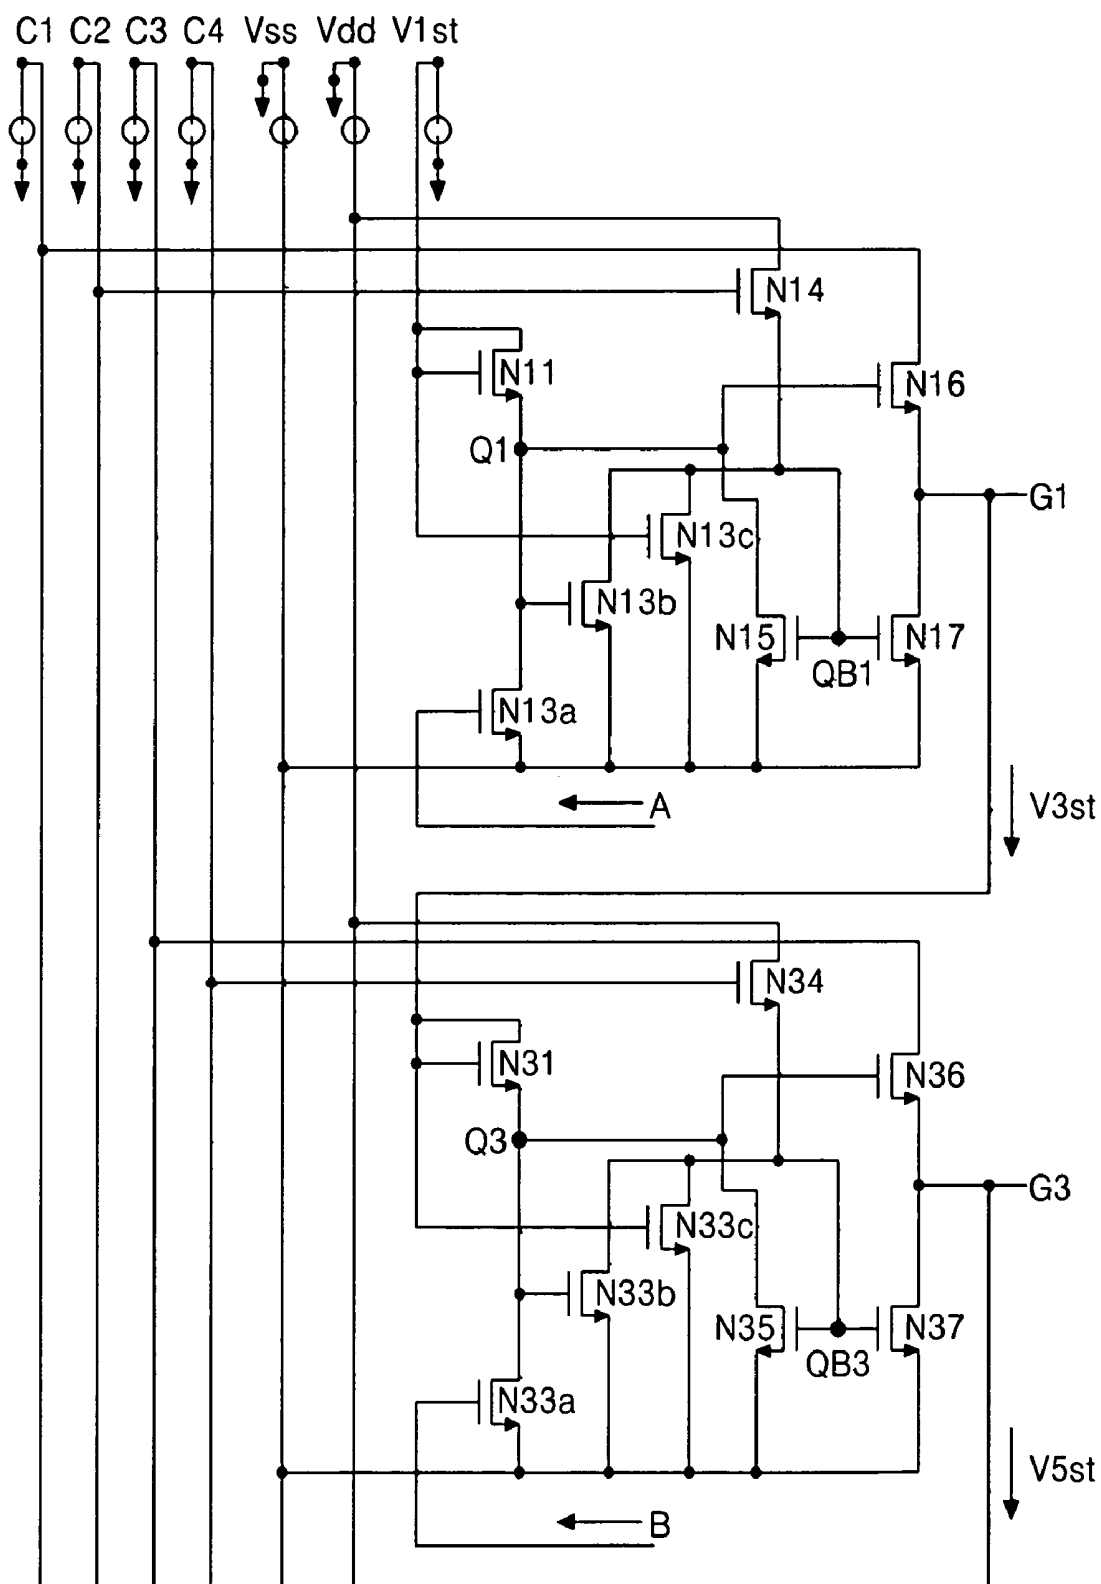 C1 C2 C3 C4 Vss Vdd V1st
N14
N11
N16
Q1
G1
N13c
N13b
N15
N17
QB1
N13a
A
V3st
N34
N31
N36
Q3
G3
N33c
N33b
N35
N37
QB3
N33a
V5st
B